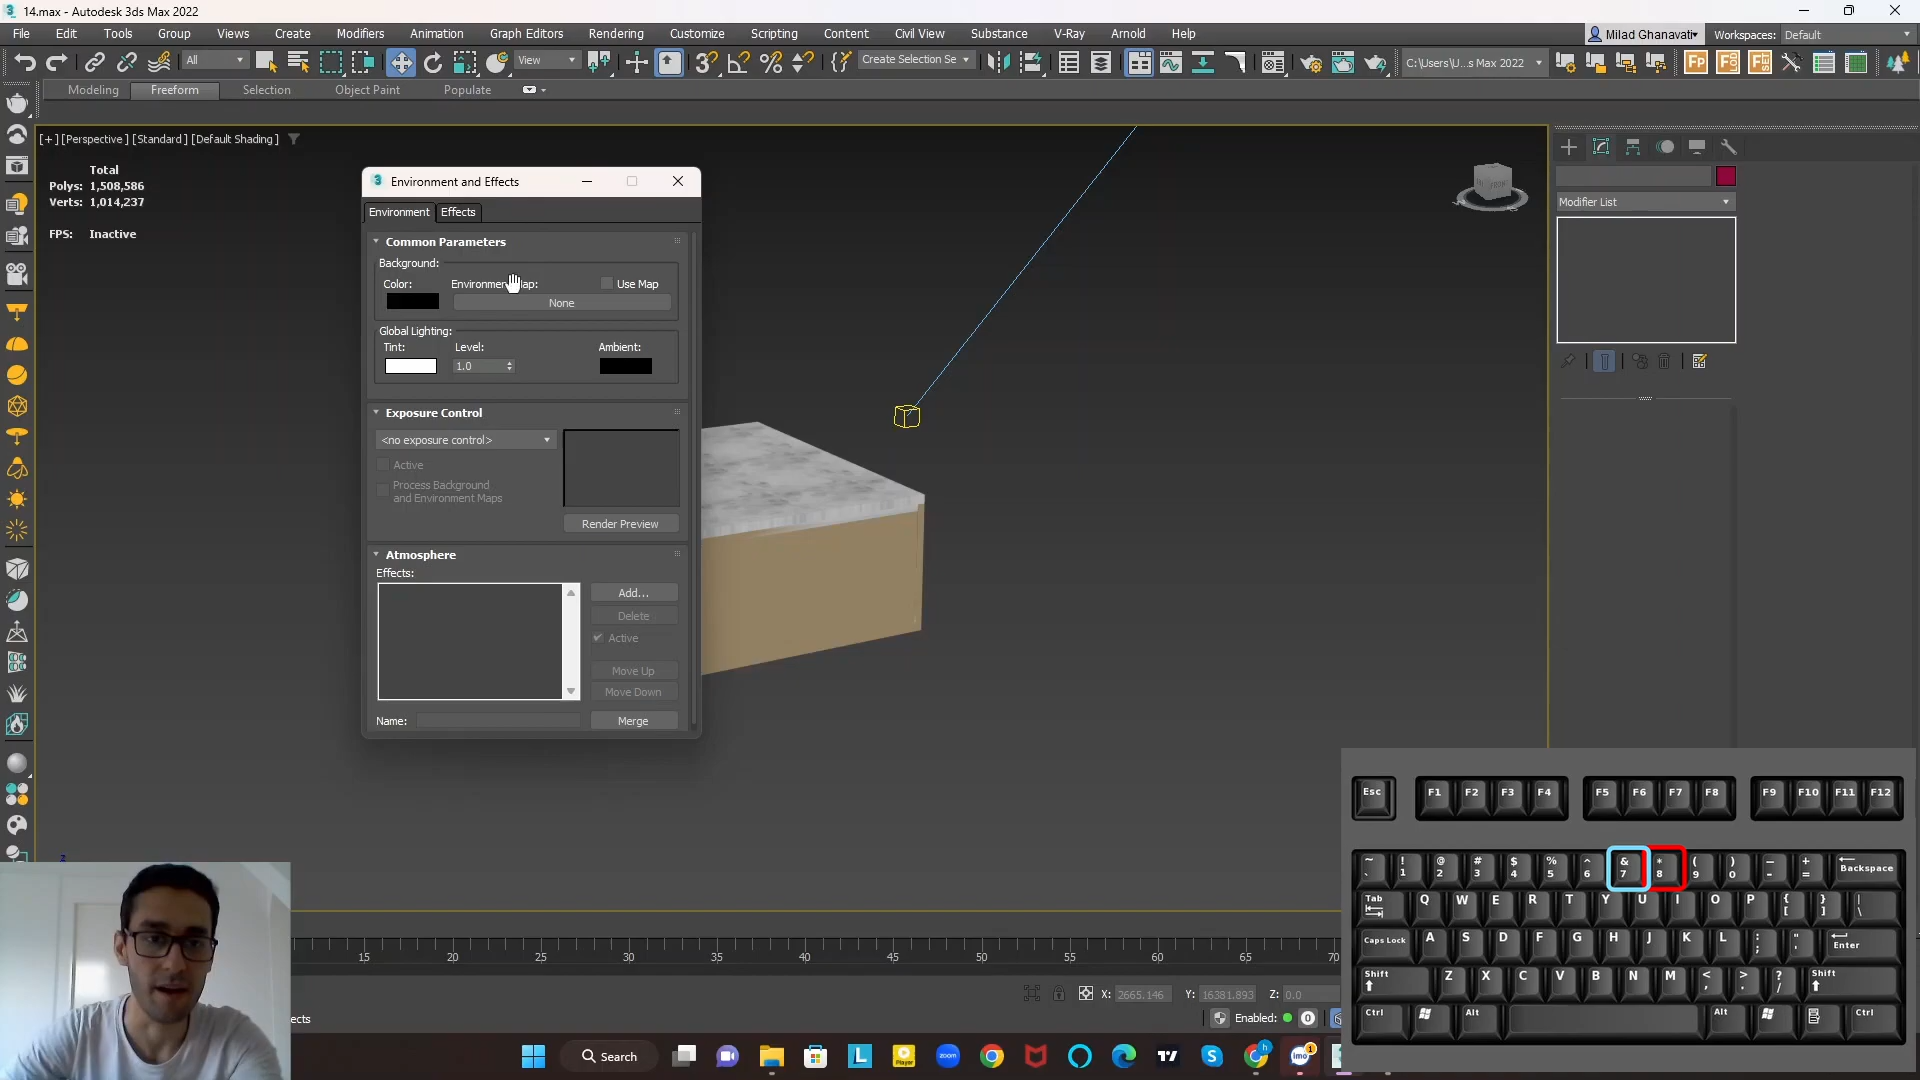 14.max - Autodesk 3ds Max 2022
File Edit Tools Group Views Create Modifiers Animation Graph Editors Rendering Customize Scripting Content Civil View Substance V-Ray Arnold Help
Milad Ghanavati
Workspaces: Default
All
View
Create Selection Se
C:\Users\U...s Max 2022
Modeling Freeform Selection Object Paint Populate
[+] [Perspective] [Standard] [Default Shading]
Total
Polys: 1,508,586
Verts: 1,014,237
FPS: Inactive
Modifier List
Environment and Effects
Environment Effects
Common Parameters
Background:
Color:
Use Map
None
Global Lighting:
Tint: Level: Ambient:
1.0
Exposure Control
<no exposure control>
Active
Process Background
and Environment Maps
Render Preview
Atmosphere
Effects:
Add...
Delete
Active
Move Up
Move Down
Name:
Merge
15 20 25 30 35 40 45 50 55 60 65 70
X: 2665.146 Y: 16381.893 Z: 0.0
ects
Enabled: 0
Search
Esc F1 F2 F3 F4 F5 F6 F7 F8 F9 F10 F11 F12
~ ! @ # $ % ^ & * ( ) _ +
` 1 2 3 4 5 6 7 8 9 0 - = Backspace
Tab Q W E R T Y U I O P { [ } ] | \
Caps Lock A S D F G H J K L : ; " ' Enter
Shift Z X C V B N M < , > . ? / Shift
Ctrl Alt Alt Ctrl